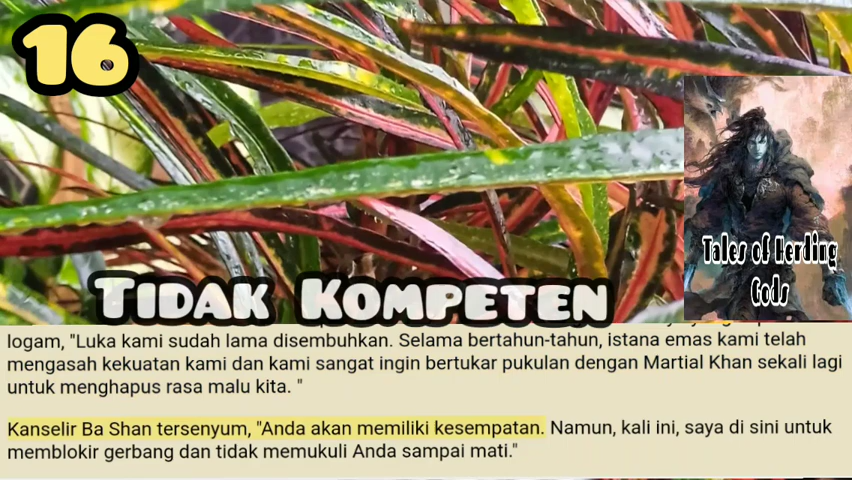 16
Tales of Herding
Gods
TIDAK KOMPETEN
logam, "Luka kami sudah lama disembuhkan. Selama bertahun-tahun, istana emas kami telah
mengasah kekuatan kami dan kami sangat ingin bertukar pukulan dengan Martial Khan sekali lagi
untuk menghapus rasa malu kita. "
Kanselir Ba Shan tersenyum, "Anda akan memiliki kesempatan. Namun, kali ini, saya di sini untuk
memblokir gerbang dan tidak memukuli Anda sampai mati."